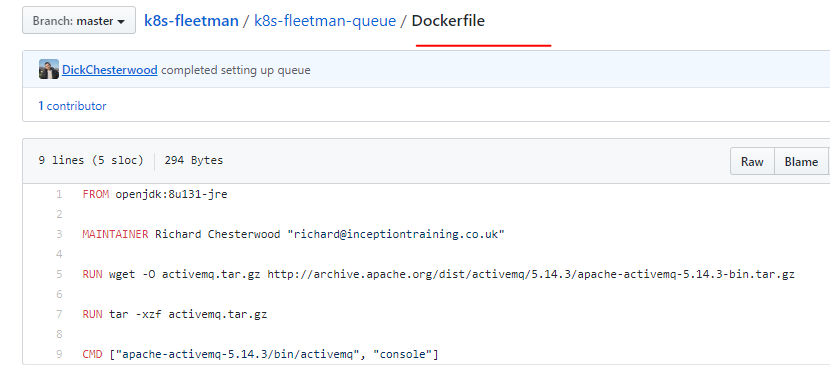 Branch: master k8s-fleetman / k8s-fleetman-queue / Dockerfile
DickChesterwood completed setting up queue
1 contributor
9 lines (5 sloc) 294 Bytes Raw Blame
1 FROM openjdk:8u131-jre
2
3 MAINTAINER Richard Chesterwood "richard@inceptiontraining.co.uk"
4
5 RUN wget -O activemq.tar.gz http://archive.apache.org/dist/activemq/5.14.3/apache-activemq-5.14.3-bin.tar.gz
6
7 RUN tar -xzf activemq.tar.gz
8
9 CMD ["apache-activemq-5.14.3/bin/activemq", "console"]